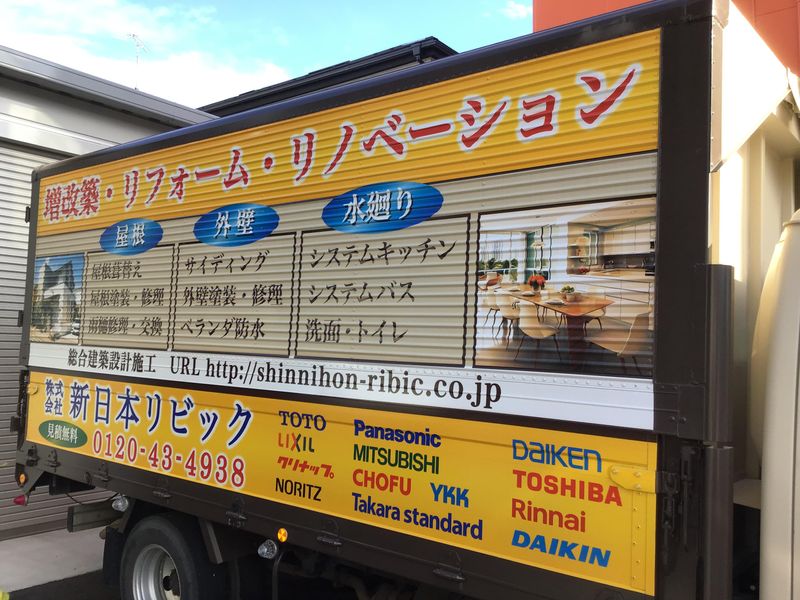 増改築・リフォーム・リノベーション
屋根
外壁
水廻り
屋根葺替え
屋根塗装・修理
雨樋修理・交換
サイディング
外壁塗装・修理
ベランダ防水
システムキッチン
システムバス
洗面・トイレ
総合建築設計施工 URL http://shinnihon-ribic.co.jp
株式会社 新日本リビック
見積無料 0120-43-4938
TOTO
LIXIL
クリナップ
NORITZ
Panasonic
MITSUBISHI
CHOFU YKK
Takara standard
DAIKEN
TOSHIBA
Rinnai
DAIKIN